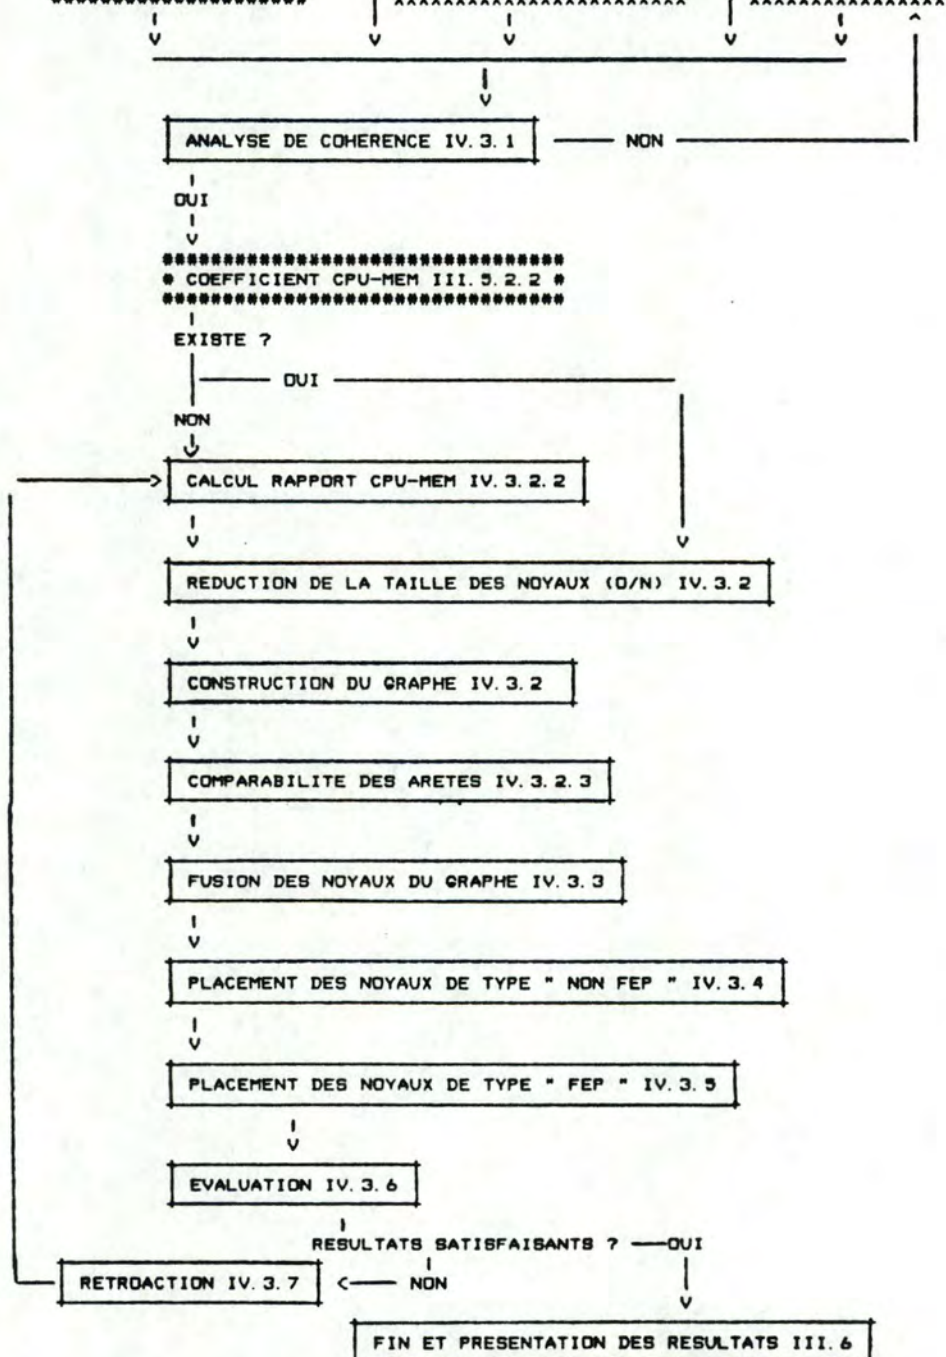 ANALYSE DE COHERENCE IV.3.1
NON
OUI
COEFFICIENT CPU-MEM III.5.2.2
EXISTE ?
OUI
NON
CALCUL RAPPORT CPU-MEM IV.3.2.2
REDUCTION DE LA TAILLE DES NOYAUX (O/N) IV.3.2
CONSTRUCTION DU GRAPHE IV.3.2
COMPARABILITE DES ARETES IV.3.2.3
FUSION DES NOYAUX DU GRAPHE IV.3.3
PLACEMENT DES NOYAUX DE TYPE " NON FEP " IV.3.4
PLACEMENT DES NOYAUX DE TYPE " FEP " IV.3.5
EVALUATION IV.3.6
RESULTATS SATISFAISANTS ? OUI
RETROACTION IV.3.7 NON
FIN ET PRESENTATION DES RESULTATS III.6